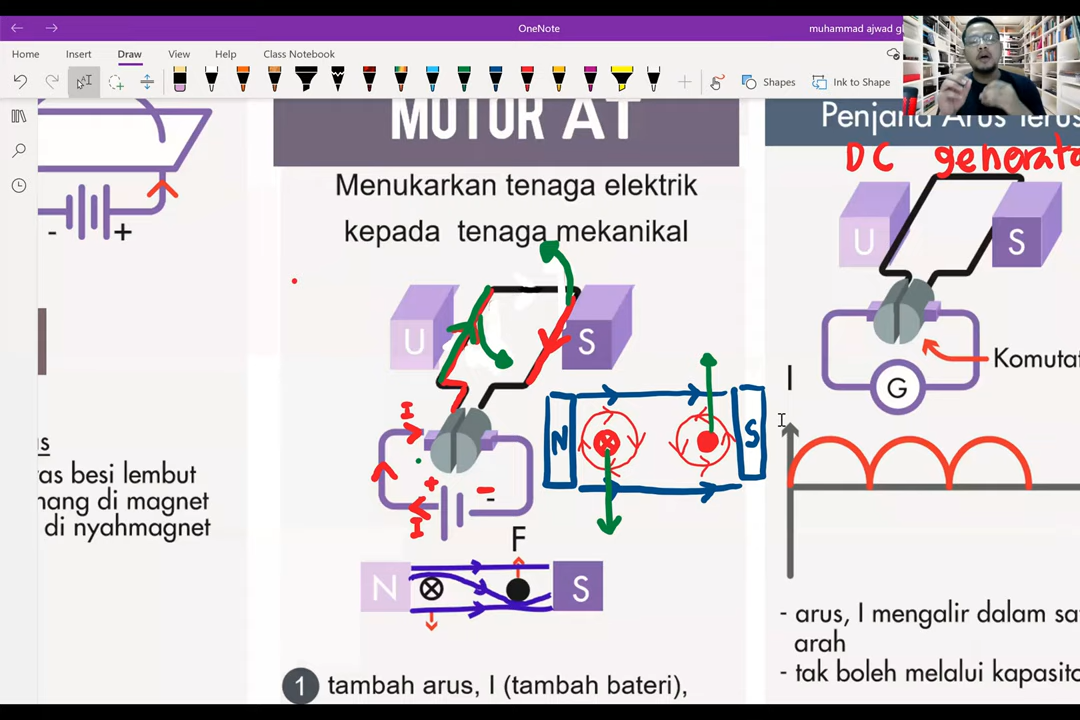 OneNote
muhammad ajwad g
Home Insert Draw View Help Class Notebook
Shapes Ink to Shape
- +
as besi lembut
di magnet
di nyahmagnet
MOTOR AT
Menukarkan tenaga elektrik
kepada tenaga mekanikal
U S
I
+ -
-
I
N S
F
N S
1 tambah arus, I (tambah bateri),
Penjana Arus Terus
DC generato
U S
Komutat
G
I
- arus, I mengalir dalam sa
arah
- tak boleh melalui kapasito